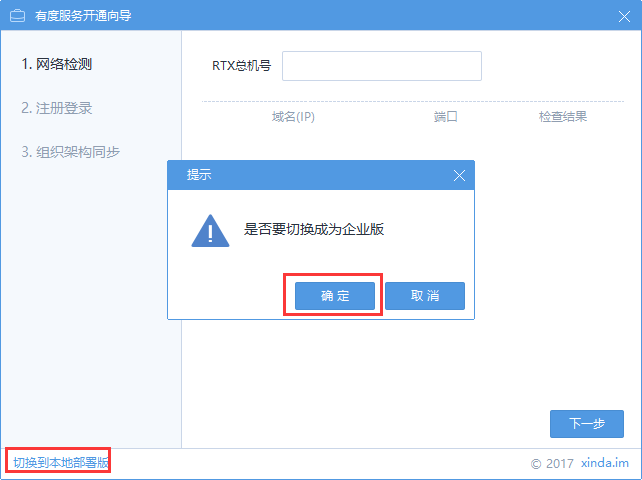 有度服务开通向导
1. 网络检测
2. 注册登录
3. 组织架构同步
RTX总机号
域名(IP) 端口 检查结果
提示
是否要切换成为企业版
确定 取消
下一步
切换到本地部署版
© 2017 xinda.im